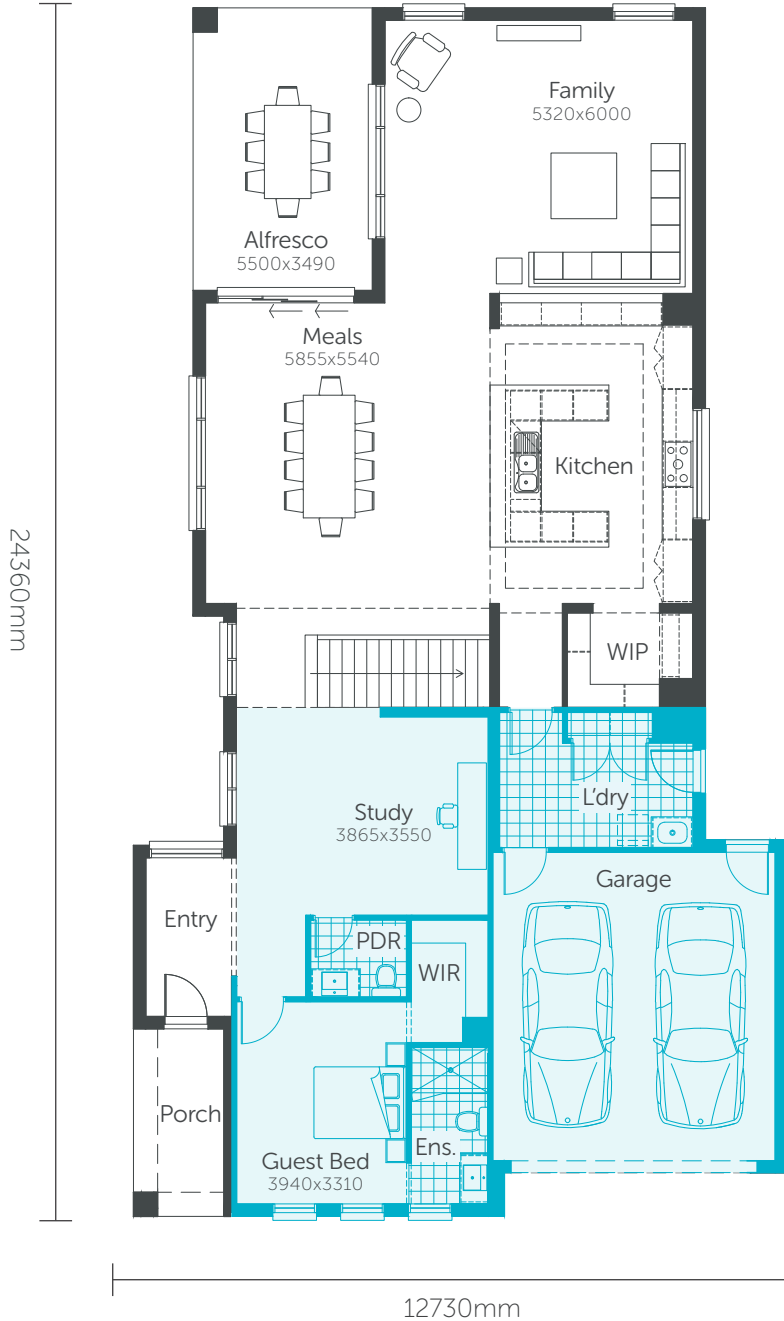 Family
5320x6000
Alfresco
5500x3490
Meals
5855x5540
Kitchen
24360mm
WIP
L'dry
Study
3865x3550
Garage
Entry
PDR
WIR
Porch
Ens.
Guest Bed
3940x3310
12730mm